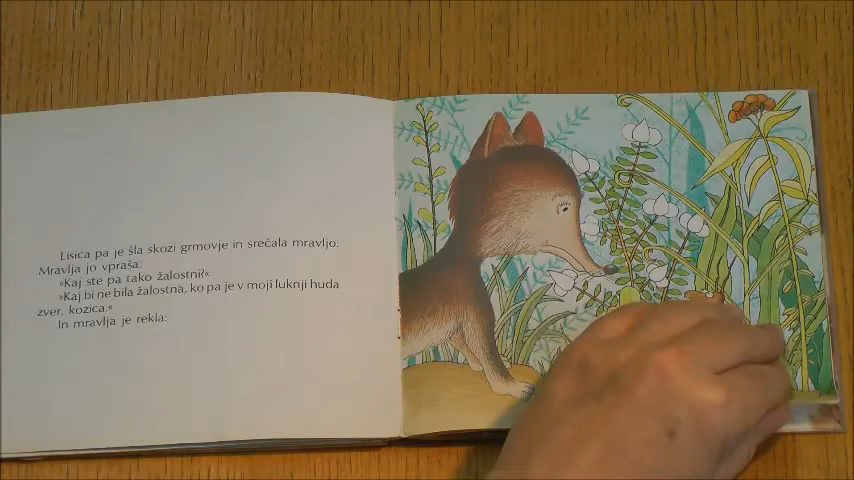 Lisica pa je šla skozi grmovje in srečala mravljo.
Mravlja jo vpraša:
»Kaj ste pa tako žalostni?«
»Kaj bi ne bila žalostna, ko pa je v moji luknji huda
zver, kozica.«
In mravlja je rekla: